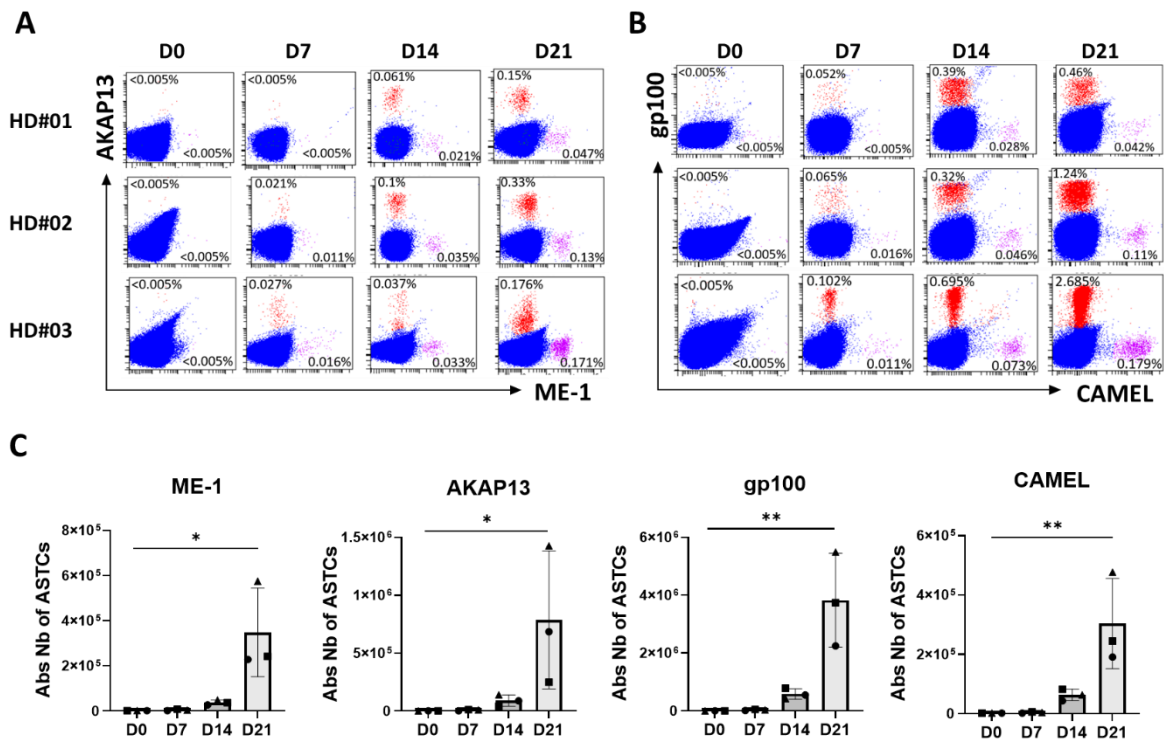 A
B
D0 D7 D14 D21
D0 D7 D14 D21
AKAP13
gp100
HD#01
<0.005% <0.005% 0.061% 0.15%
<0.005% <0.005% 0.021% 0.047%
<0.005% 0.052% 0.39% 0.46%
<0.005% <0.005% 0.028% 0.042%
HD#02
<0.005% 0.021% 0.1% 0.33%
<0.005% 0.011% 0.035% 0.13%
<0.005% 0.065% 0.32% 1.24%
<0.005% 0.016% 0.046% 0.11%
HD#03
<0.005% 0.027% 0.037% 0.176%
<0.005% 0.016% 0.033% 0.171%
<0.005% 0.102% 0.695% 2.685%
<0.005% 0.011% 0.073% 0.179%
ME-1
CAMEL
C
ME-1
Abs Nb of ASTCs
8×10⁵
6×10⁵
4×10⁵
2×10⁵
0
*
D0 D7 D14 D21
AKAP13
Abs Nb of ASTCs
1.5×10⁶
1×10⁶
5×10⁵
0
*
D0 D7 D14 D21
gp100
Abs Nb of ASTCs
6×10⁶
4×10⁶
2×10⁶
0
**
D0 D7 D14 D21
CAMEL
Abs Nb of ASTCs
6×10⁵
4×10⁵
2×10⁵
0
**
D0 D7 D14 D21